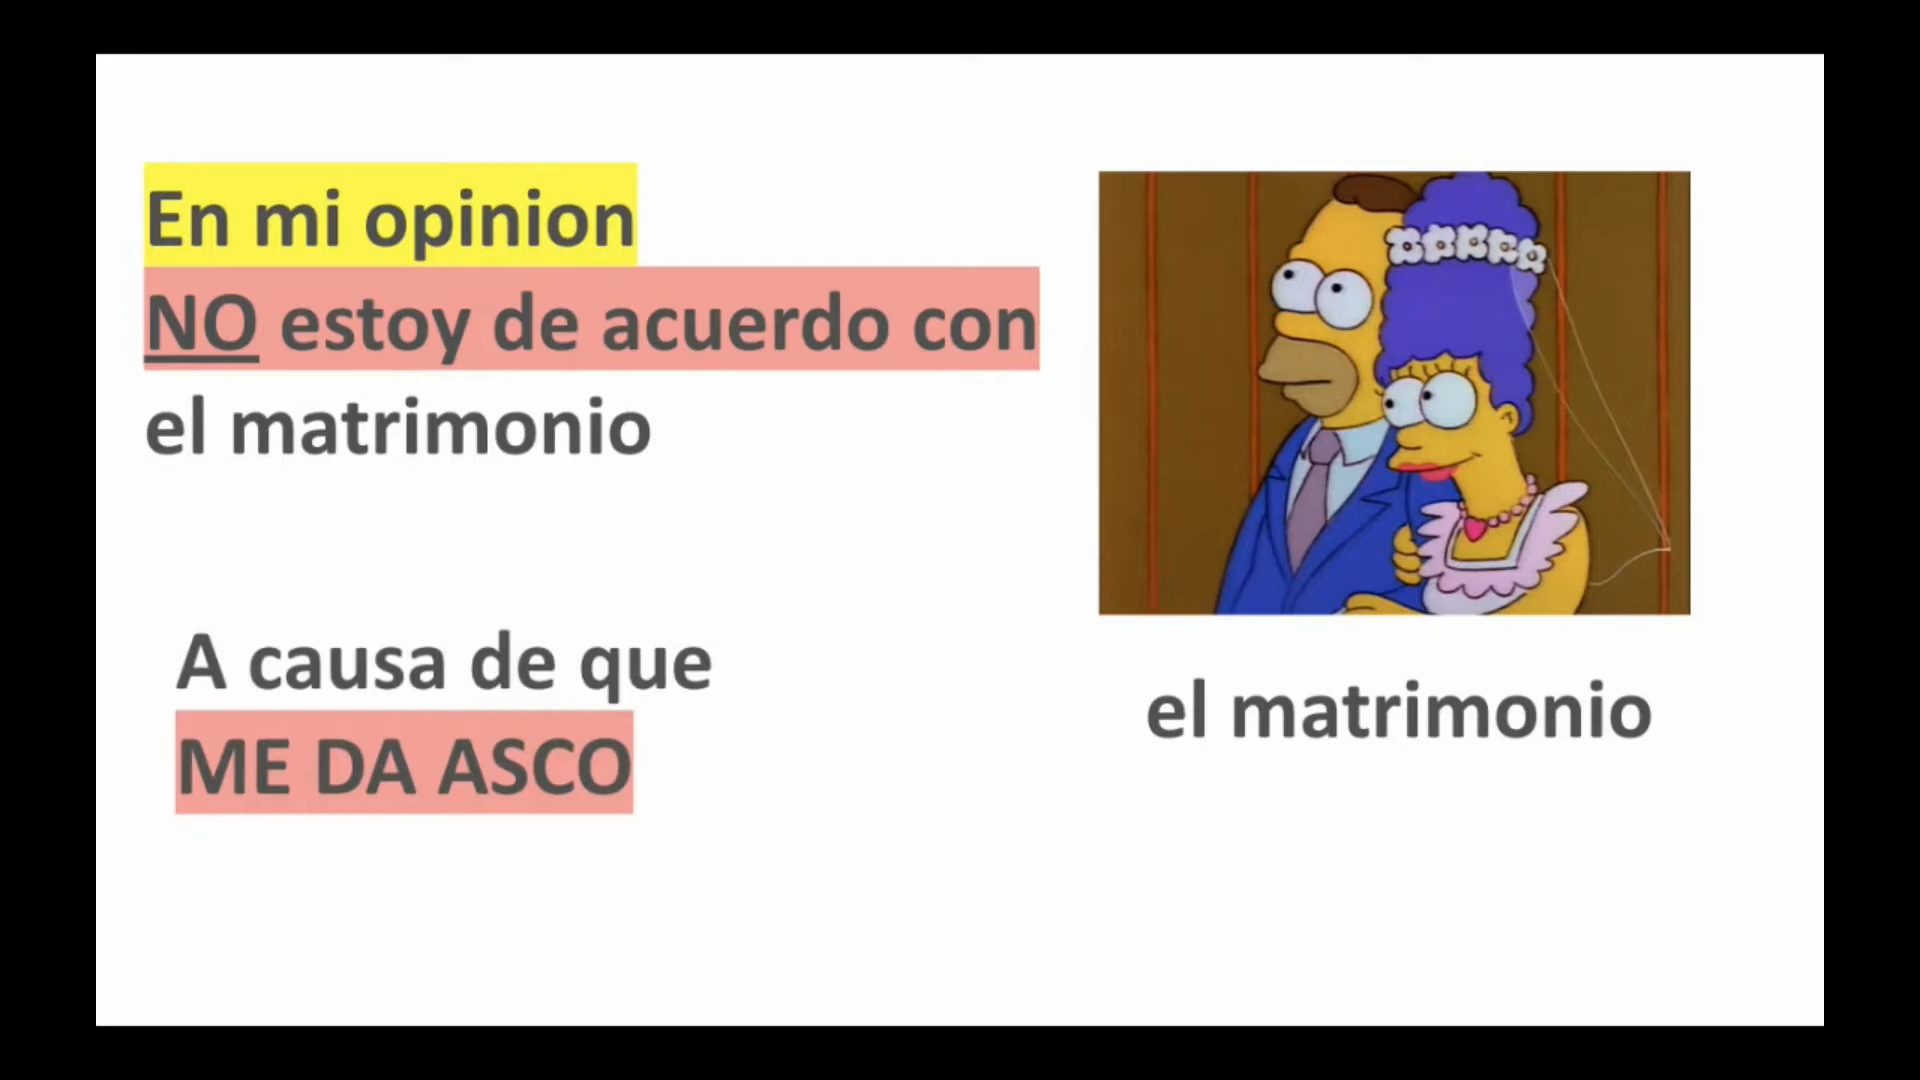 En mi opinion
NO estoy de acuerdo con
el matrimonio
A causa de que
ME DA ASCO
el matrimonio